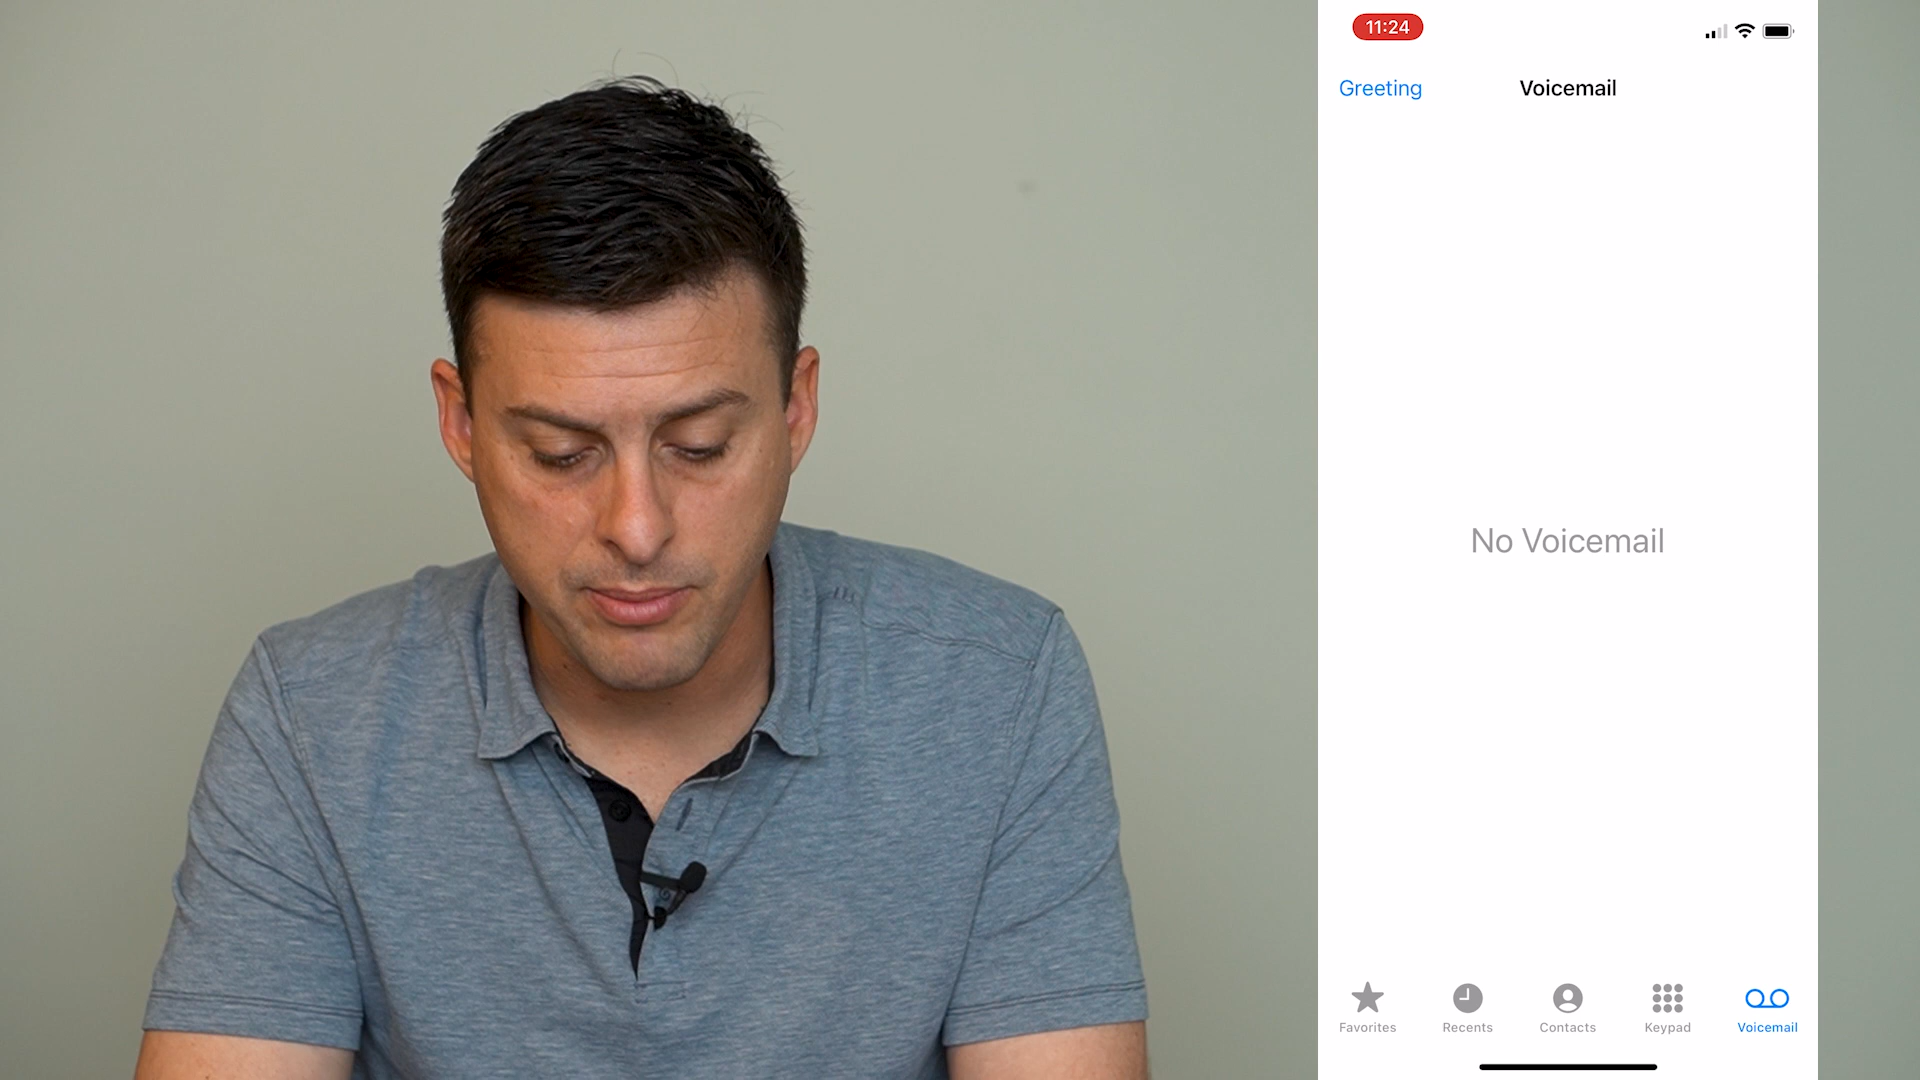 11:24
Greeting
Voicemail
No Voicemail
Favorites
Recents
Contacts
Keypad
Voicemail